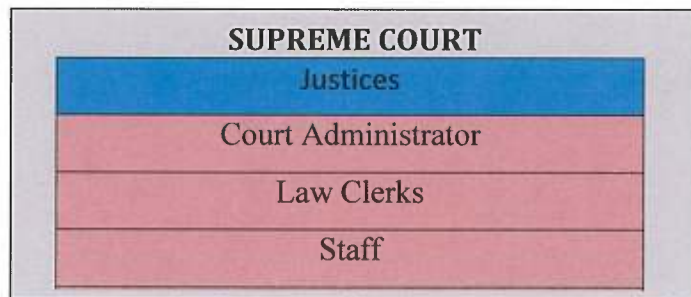 SUPREME COURT
Justices
Court Administrator
Law Clerks
Staff